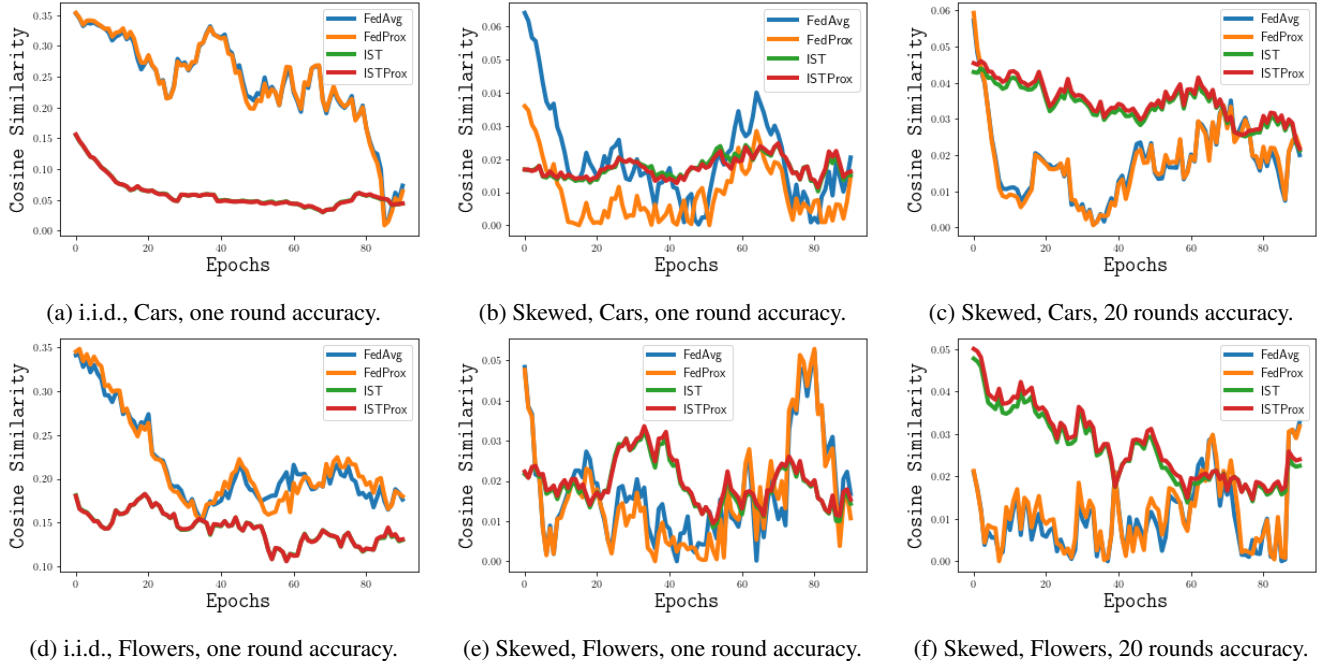 0.35
0.30
0.25
0.20
0.15
0.10
0.05
0.00
Cosine Similarity
0 20 40 60 80
Epochs
FedAvg
FedProx
IST
ISTProx
(a) i.i.d., Cars, one round accuracy.
0.06
0.05
0.04
0.03
0.02
0.01
0.00
Cosine Similarity
0 20 40 60 80
Epochs
FedAvg
FedProx
IST
ISTProx
(b) Skewed, Cars, one round accuracy.
0.06
0.05
0.04
0.03
0.02
0.01
0.00
Cosine Similarity
0 20 40 60 80
Epochs
FedAvg
FedProx
IST
ISTProx
(c) Skewed, Cars, 20 rounds accuracy.
0.35
0.30
0.25
0.20
0.15
0.10
Cosine Similarity
0 20 40 60 80
Epochs
FedAvg
FedProx
IST
ISTProx
(d) i.i.d., Flowers, one round accuracy.
0.05
0.04
0.03
0.02
0.01
0.00
Cosine Similarity
0 20 40 60 80
Epochs
FedAvg
FedProx
IST
ISTProx
(e) Skewed, Flowers, one round accuracy.
0.05
0.04
0.03
0.02
0.01
0.00
Cosine Similarity
0 20 40 60 80
Epochs
FedAvg
FedProx
IST
ISTProx
(f) Skewed, Flowers, 20 rounds accuracy.